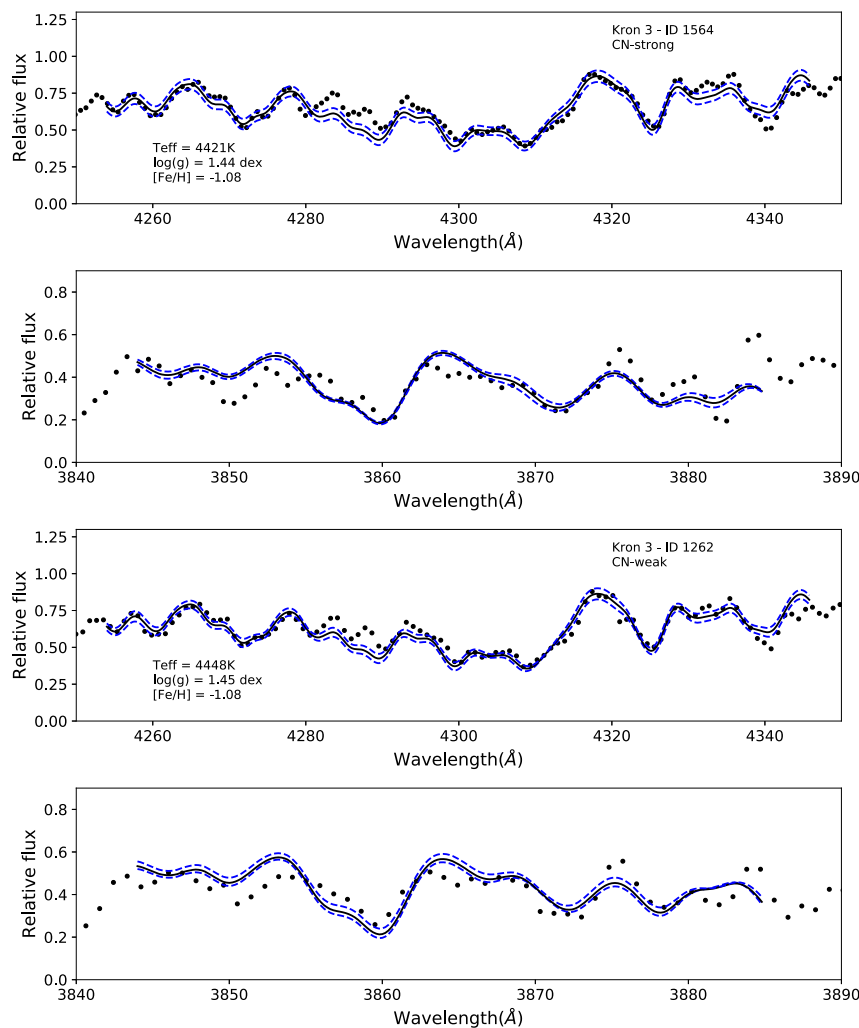 Relative flux
1.25
1.00
0.75
0.50
0.25
0.00
Kron 3 - ID 1564
CN-strong
Teff = 4421K
log(g) = 1.44 dex
[Fe/H] = -1.08
4260 4280 4300 4320 4340
Wavelength(Å)
Relative flux
0.8
0.6
0.4
0.2
0.0
3840 3850 3860 3870 3880 3890
Wavelength(Å)
Relative flux
1.25
1.00
0.75
0.50
0.25
0.00
Kron 3 - ID 1262
CN-weak
Teff = 4448K
log(g) = 1.45 dex
[Fe/H] = -1.08
4260 4280 4300 4320 4340
Wavelength(Å)
Relative flux
0.8
0.6
0.4
0.2
0.0
3840 3850 3860 3870 3880 3890
Wavelength(Å)